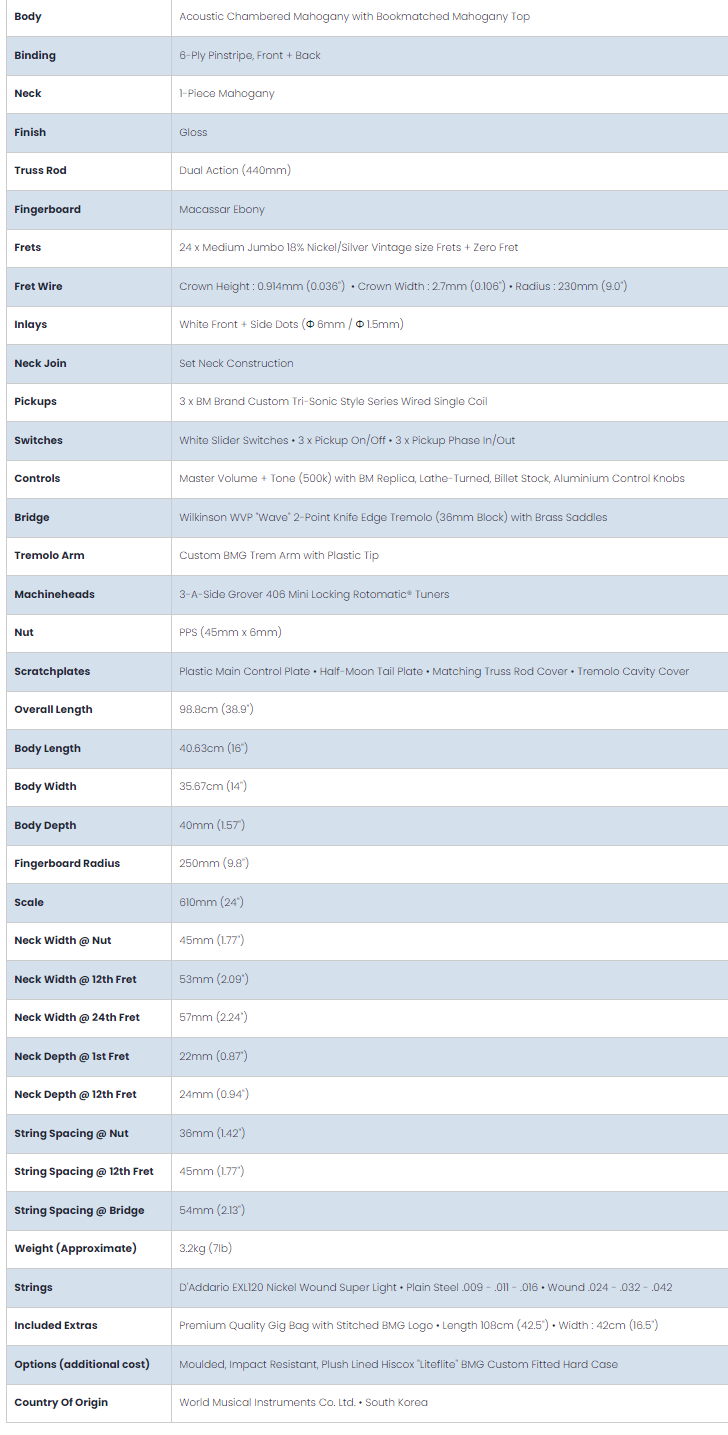 Body Acoustic Chambered Mahogany with Bookmatched Mahogany Top
Binding 6-Ply Pinstripe, Front + Back
Neck 1-Piece Mahogany
Finish Gloss
Truss Rod Dual Action (440mm)
Fingerboard Macassar Ebony
Frets 24 x Medium Jumbo 18% Nickel/Silver Vintage size Frets + Zero Fret
Fret Wire Crown Height : 0.914mm (0.036") • Crown Width : 2.7mm (0.106") • Radius : 230mm (9.0")
Inlays White Front + Side Dots (Φ 6mm / Φ 1.5mm)
Neck Join Set Neck Construction
Pickups 3 x BM Brand Custom Tri-Sonic Style Series Wired Single Coil
Switches White Slider Switches • 3 x Pickup On/Off • 3 x Pickup Phase In/Out
Controls Master Volume + Tone (500k) with BM Replica, Lathe-Turned, Billet Stock, Aluminium Control Knobs
Bridge Wilkinson WVP "Wave" 2-Point Knife Edge Tremolo (36mm Block) with Brass Saddles
Tremolo Arm Custom BMG Trem Arm with Plastic Tip
Machineheads 3-A-Side Grover 406 Mini Locking Rotomatic® Tuners
Nut PPS (45mm x 6mm)
Scratchplates Plastic Main Control Plate • Half-Moon Tail Plate • Matching Truss Rod Cover • Tremolo Cavity Cover
Overall Length 98.8cm (38.9")
Body Length 40.63cm (16")
Body Width 35.67cm (14")
Body Depth 40mm (1.57")
Fingerboard Radius 250mm (9.8")
Scale 610mm (24")
Neck Width @ Nut 45mm (1.77")
Neck Width @ 12th Fret 53mm (2.09")
Neck Width @ 24th Fret 57mm (2.24")
Neck Depth @ 1st Fret 22mm (0.87")
Neck Depth @ 12th Fret 24mm (0.94")
String Spacing @ Nut 36mm (1.42")
String Spacing @ 12th Fret 45mm (1.77")
String Spacing @ Bridge 54mm (2.13")
Weight (Approximate) 3.2kg (7lb)
Strings D'Addario EXL120 Nickel Wound Super Light • Plain Steel .009 - .011 - .016 • Wound .024 - .032 - .042
Included Extras Premium Quality Gig Bag with Stitched BMG Logo • Length 108cm (42.5") • Width : 42cm (16.5")
Options (additional cost) Moulded, Impact Resistant, Plush Lined Hiscox "Liteflite" BMG Custom Fitted Hard Case
Country Of Origin World Musical Instruments Co. Ltd. • South Korea